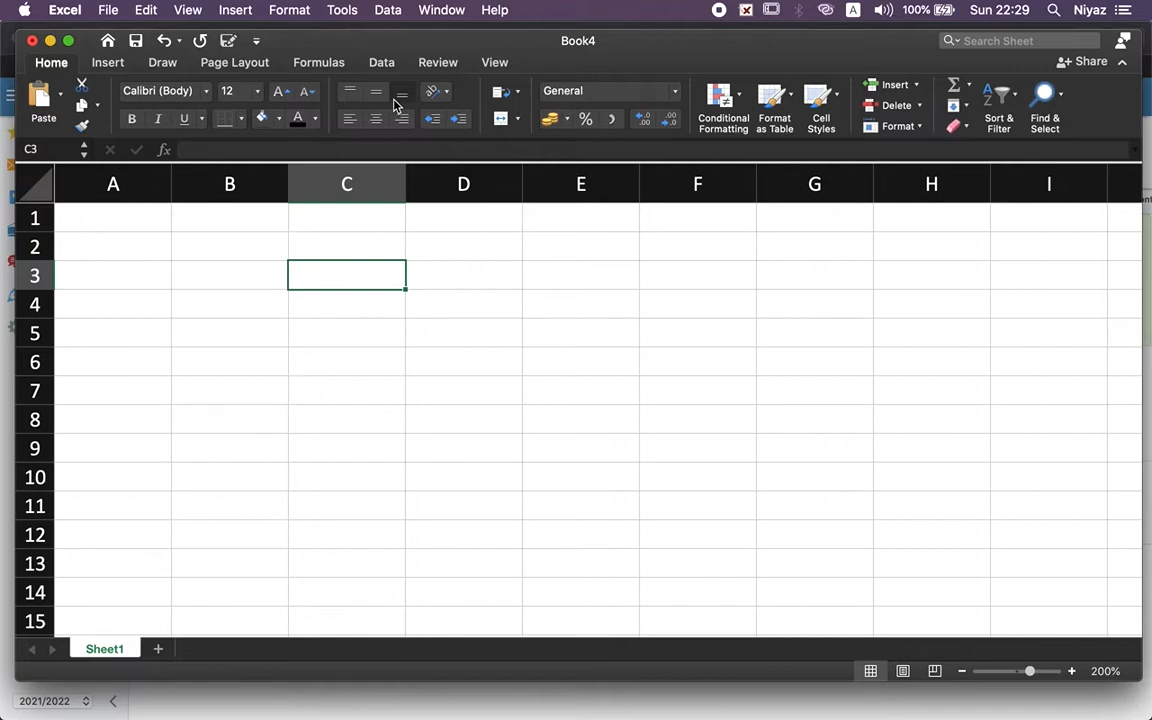 Excel File Edit View Insert Format Tools Data Window Help A 100% Sun 22:29 Niyaz
Book4 Search Sheet
Home Insert Draw Page Layout Formulas Data Review View Share
Paste Calibri (Body) 12 General Conditional Formatting Format as Table Cell Styles Insert Delete Format Sort & Filter Find & Select
B I U A %
C3 fx
A B C D E F G H I
1
2
3
4
5
6
7
8
9
10
11
12
13
14
15
Sheet1
200%
2021/2022